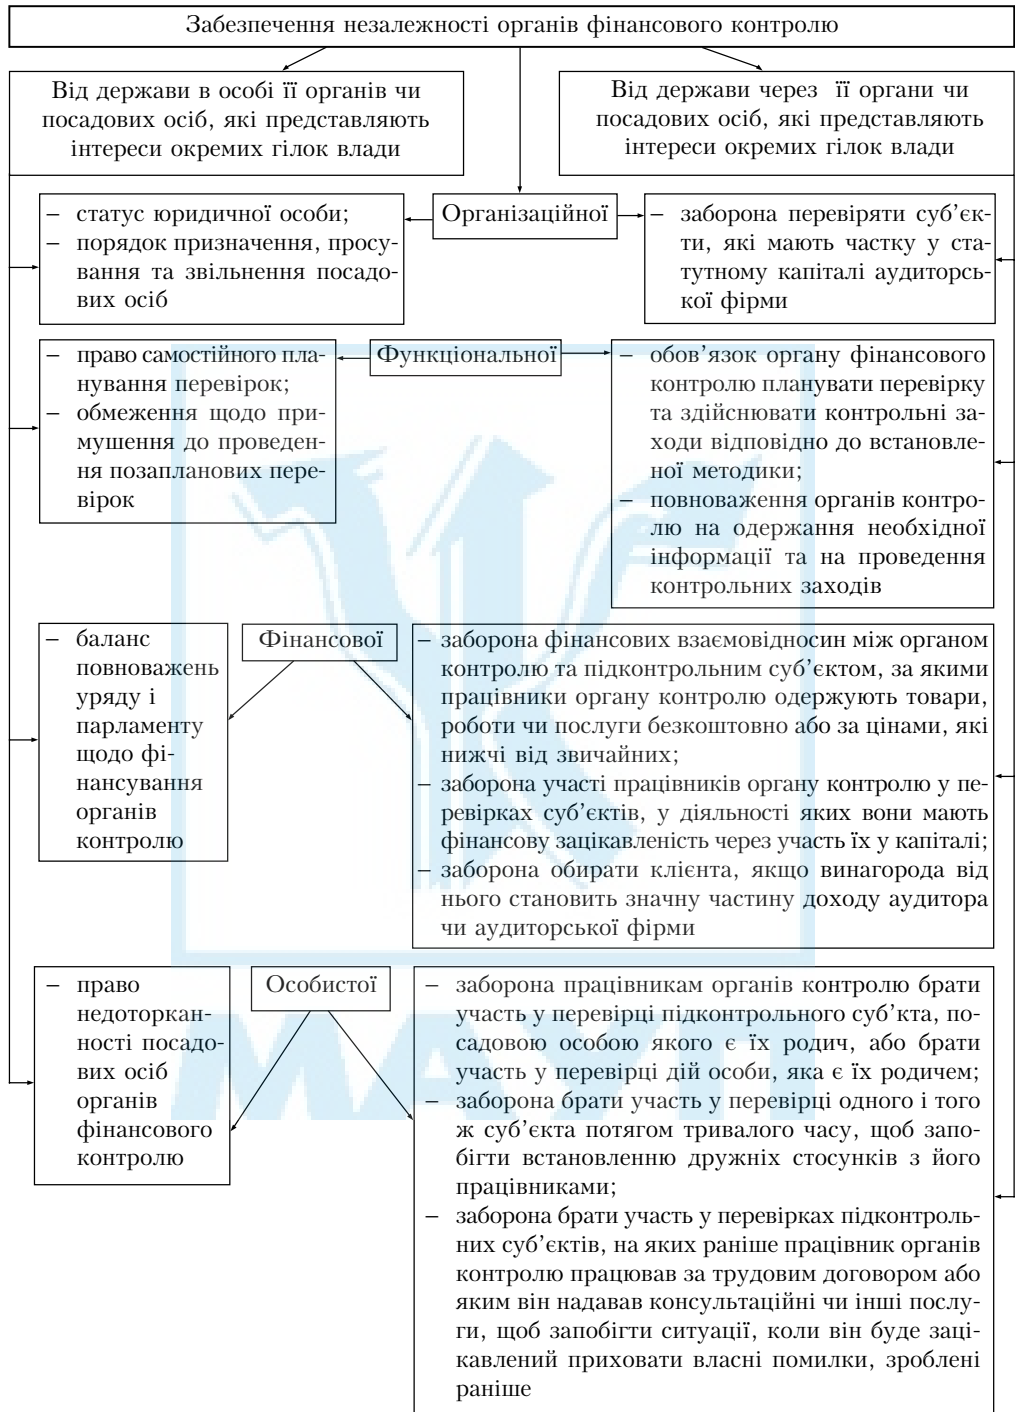 Забезпечення незалежності органів фінансового контролю
Від держави в особі її органів чи
посадових осіб, які представляють
інтереси окремих гілок влади
Від держави через її органи чи
посадових осіб, які представляють
інтереси окремих гілок влади
– статус юридичної особи;
– порядок призначення, просу-
вання та звільнення посадо-
вих осіб
Організаційної
– заборона перевіряти суб’єк-
ти, які мають частку у ста-
тутному капіталі аудиторсь-
кої фірми
– право самостійного пла-
нування перевірок;
– обмеження щодо при-
мушення до проведен-
ня позапланових пере-
вірок
Функціональної
– обов’язок органу фінансового
контролю планувати перевірку
та здійснювати контрольні за-
ходи відповідно до встановле-
ної методики;
– повноваження органів контро-
лю на одержання необхідної
інформації та на проведення
контрольних заходів
– баланс
повноважень
уряду і
парламенту
щодо фі-
нансування
органів
контролю
Фінансової
– заборона фінансових взаємовідносин між органом
контролю та підконтрольним суб’єктом, за якими
працівники органу контролю одержують товари,
роботи чи послуги безкоштовно або за цінами, які
нижчі від звичайних;
– заборона участі працівників органу контролю у пе-
ревірках суб’єктів, у діяльності яких вони мають
фінансову зацікавленість через участь їх у капіталі;
– заборона обирати клієнта, якщо винагорода від
нього становить значну частину доходу аудитора
чи аудиторської фірми
– право
недоторкан-
ності посадо-
вих осіб
органів
фінансового
контролю
Особистої
– заборона працівникам органів контролю брати
участь у перевірці підконтрольного суб’кта, по-
садовою особою якого є їх родич, або брати
участь у перевірці дій особи, яка є їх родичем;
– заборона брати участь у перевірці одного і того
ж суб’єкта потягом тривалого часу, щоб запо-
бігти встановленню дружніх стосунків з його
працівниками;
– заборона брати участь у перевірках підконтроль-
них суб’єктів, на яких раніше працівник органів
контролю працював за трудовим договором або
яким він надавав консультаційні чи інші послу-
ги, щоб запобігти ситуації, коли він буде заці-
кавлений приховати власні помилки, зроблені
раніше
МАУП